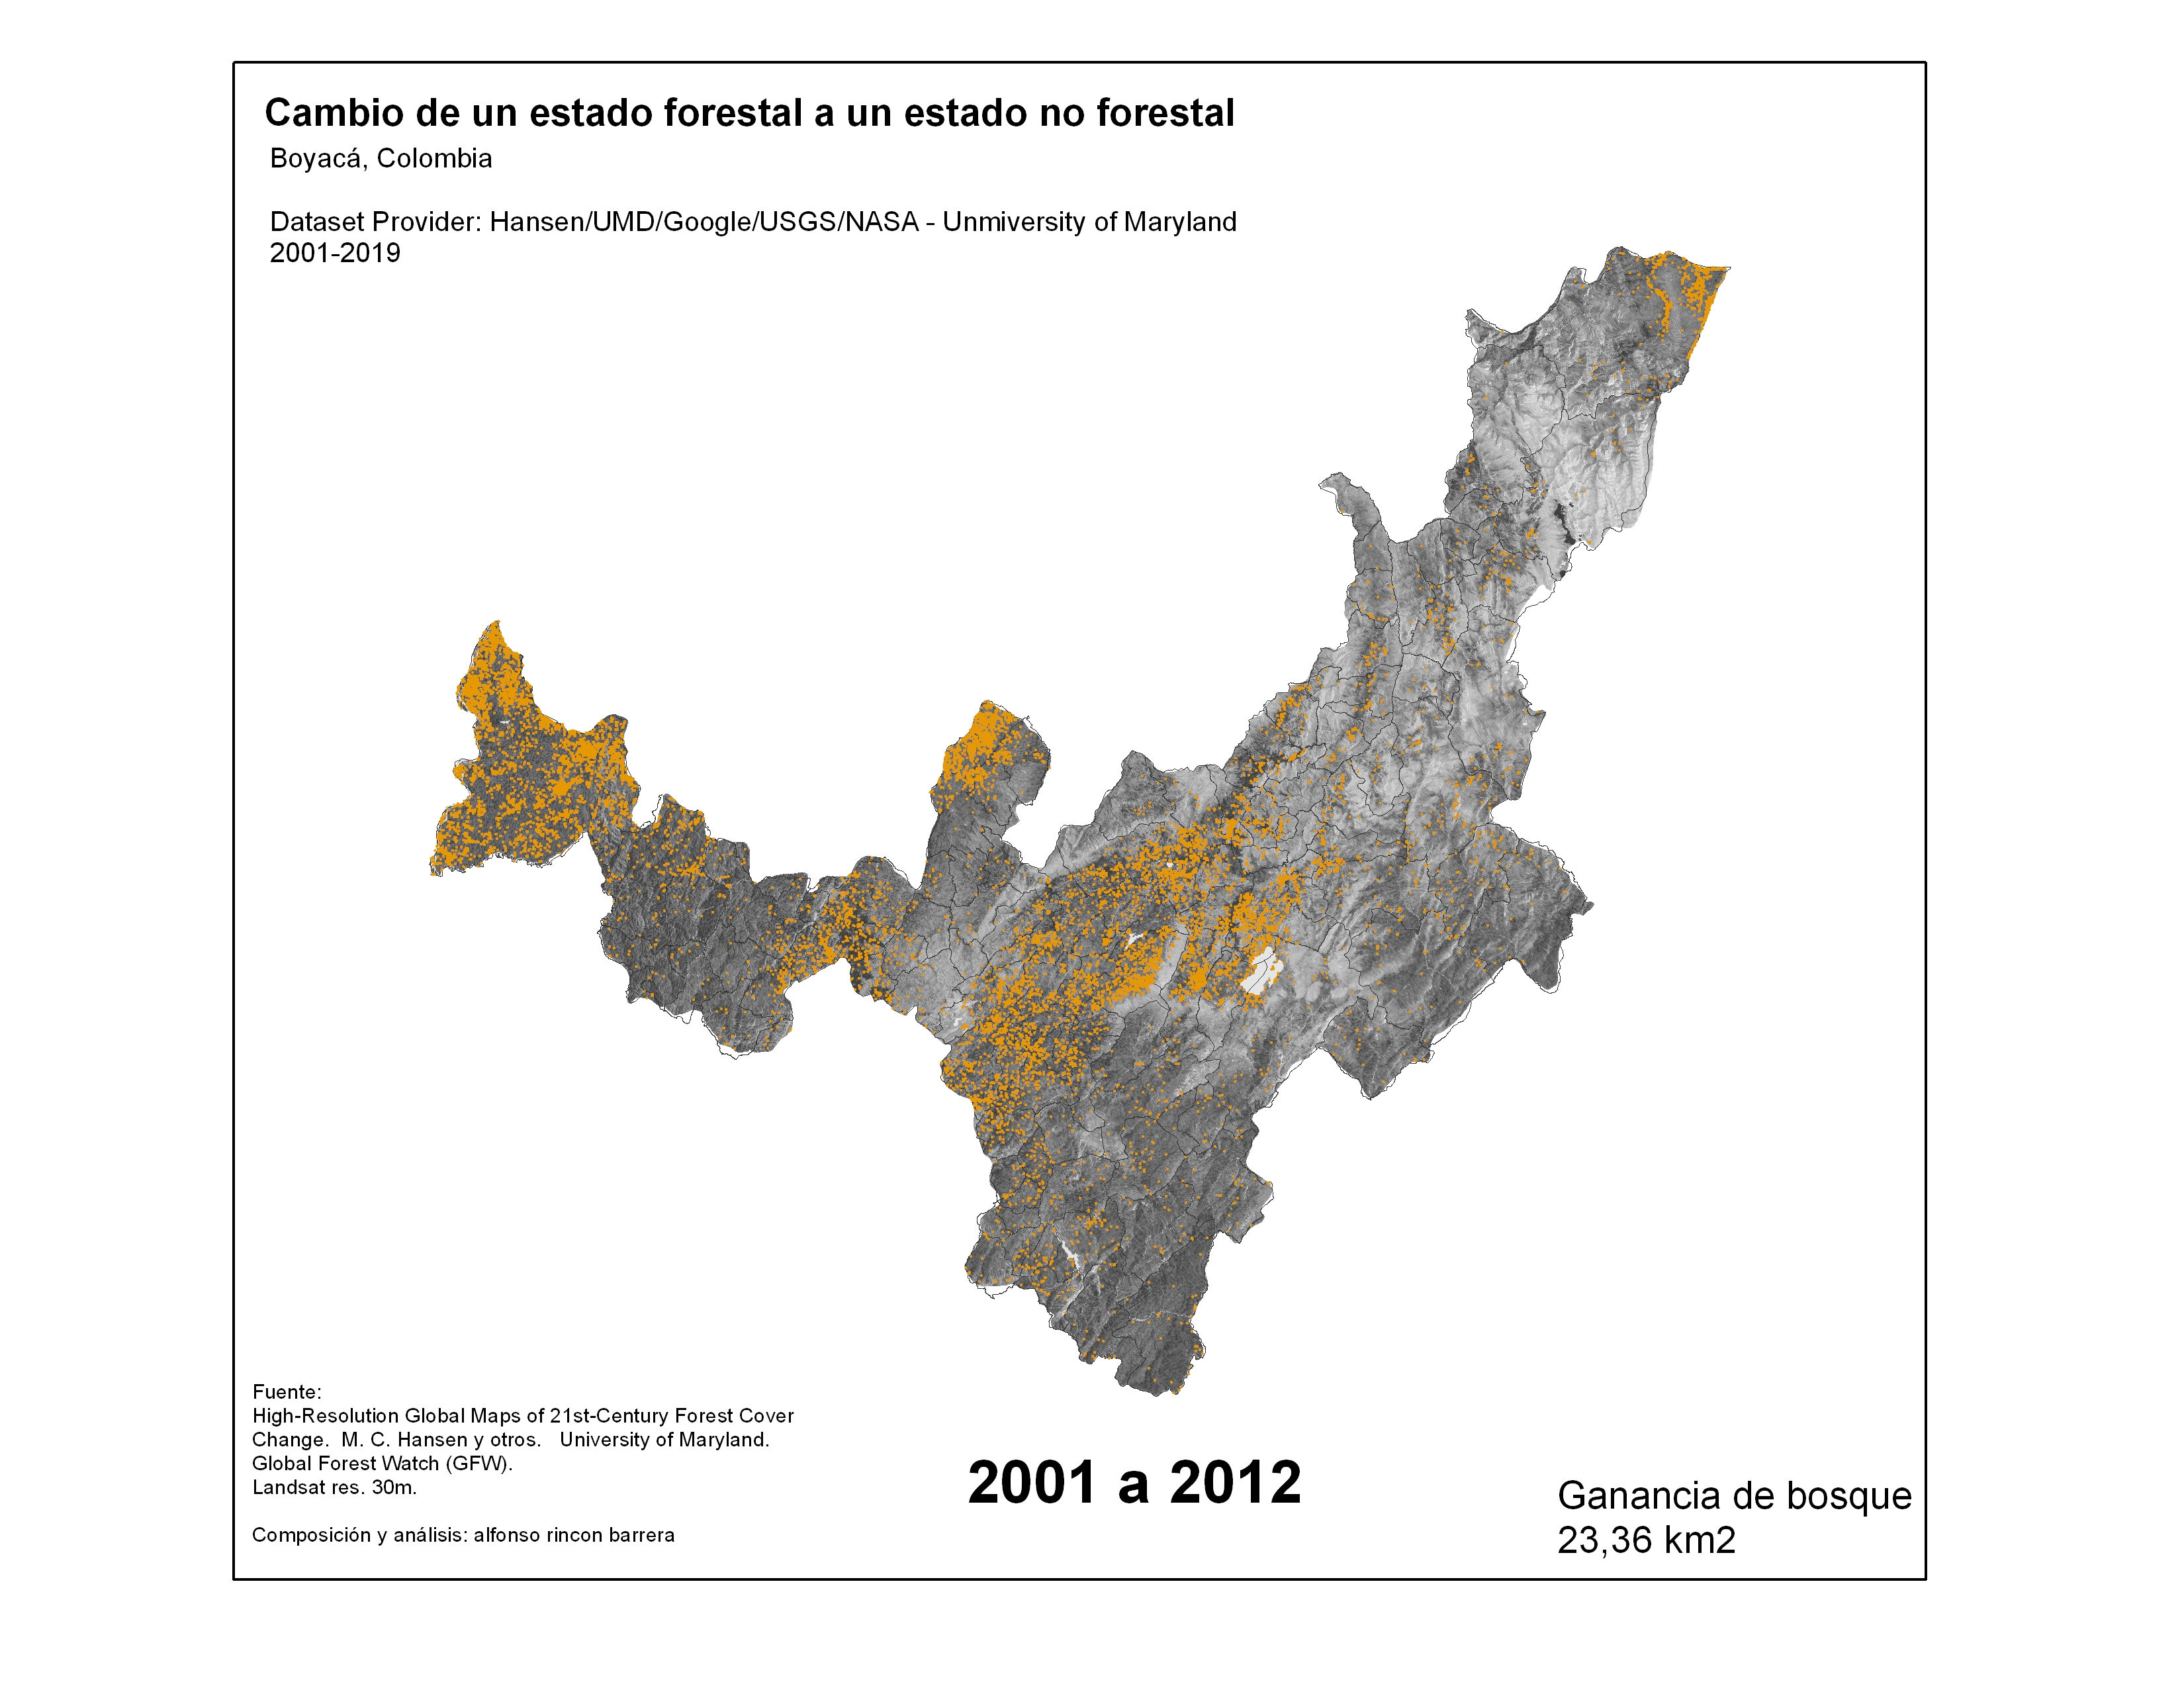 Cambio de un estado forestal a un estado no forestal
Boyacá, Colombia
Dataset Provider: Hansen/UMD/Google/USGS/NASA - Unmiversity of Maryland
2001-2019
Fuente:
High-Resolution Global Maps of 21st-Century Forest Cover
Change.  M. C. Hansen y otros.   University of Maryland.
Global Forest Watch (GFW).
Landsat res. 30m.
Composición y análisis: alfonso rincon barrera
2001 a 2012
Ganancia de bosque
23,36 km2